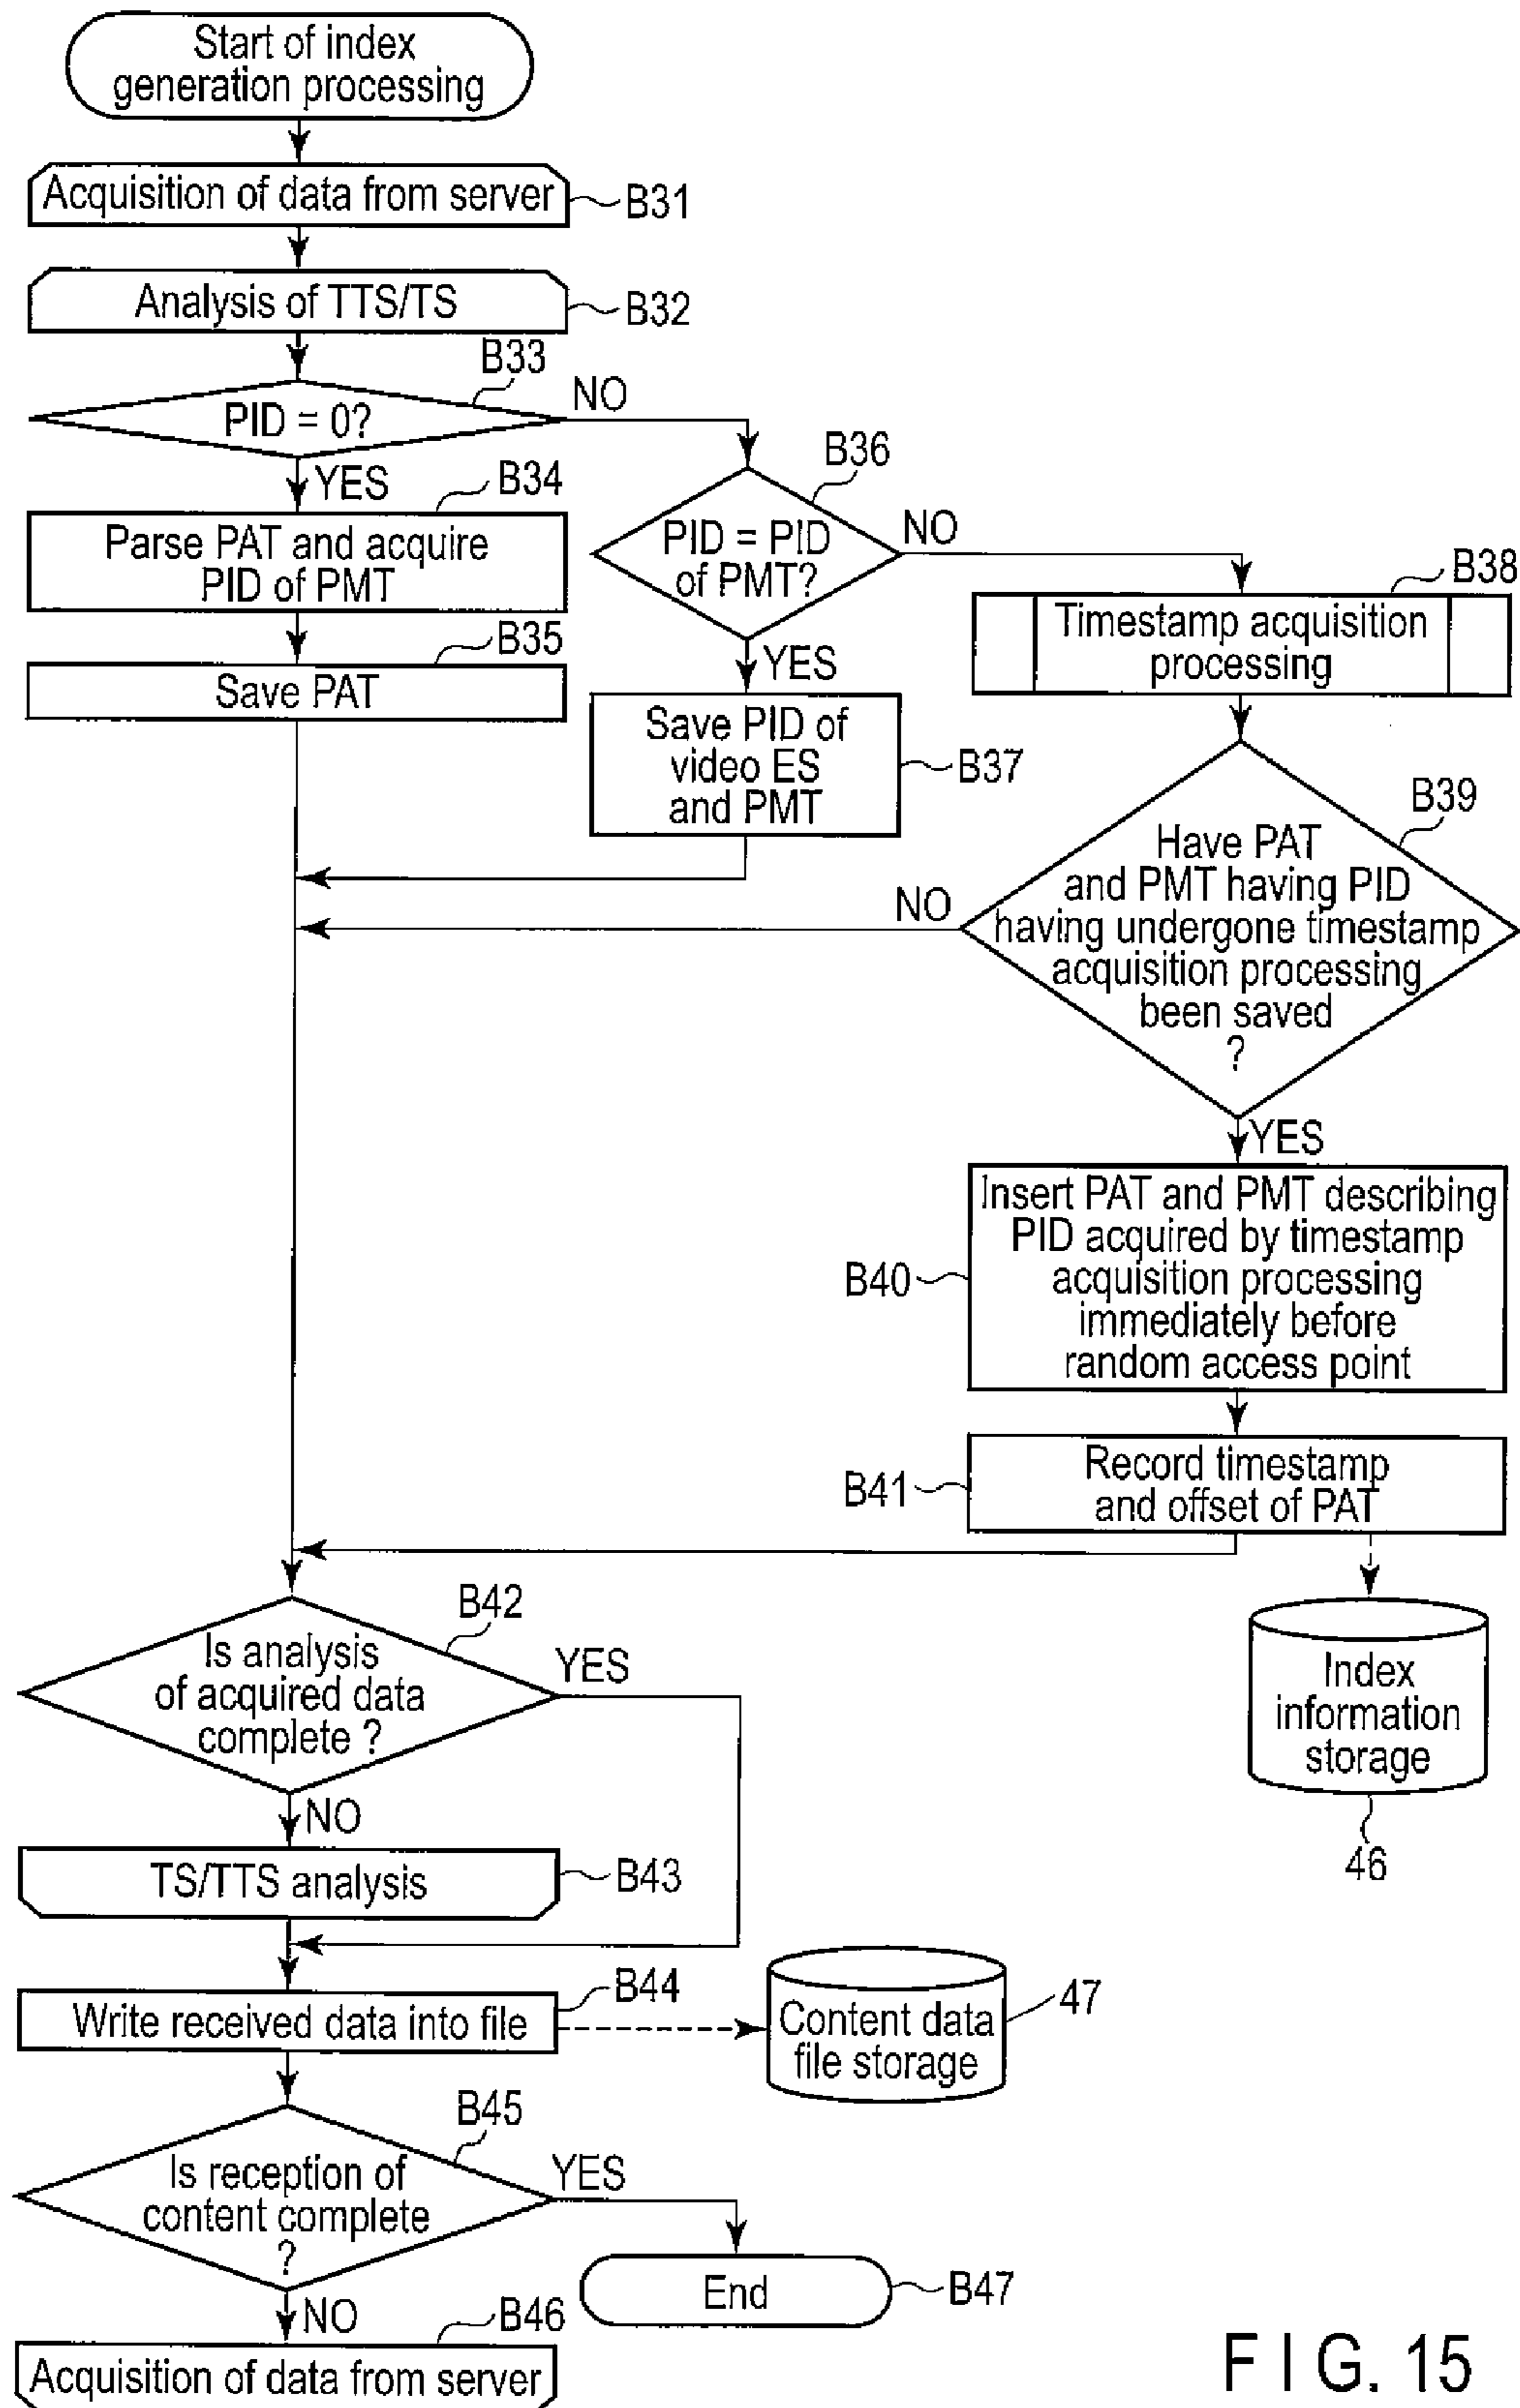 Start of index
generation processing
Acquisition of data from server
B31
Analysis of TTS/TS
B32
B33
PID = 0?
NO
YES
B34
Parse PAT and acquire
PID of PMT
B35
Save PAT
B36
PID = PID
of PMT?
NO
YES
Save PID of
video ES
and PMT
B37
B38
Timestamp acquisition
processing
B39
Have PAT
and PMT having PID
having undergone timestamp
acquisition processing
been saved
?
NO
YES
Insert PAT and PMT describing
PID acquired by timestamp
acquisition processing
immediately before
random access point
B40
Record timestamp
and offset of PAT
B41
Index
information
storage
46
B42
Is analysis
of acquired data
complete ?
YES
NO
TS/TTS analysis
B43
Write received data into file
B44
Content data
file storage
47
B45
Is reception of
content complete
?
YES
End
B47
NO
B46
Acquisition of data from server
FIG. 15